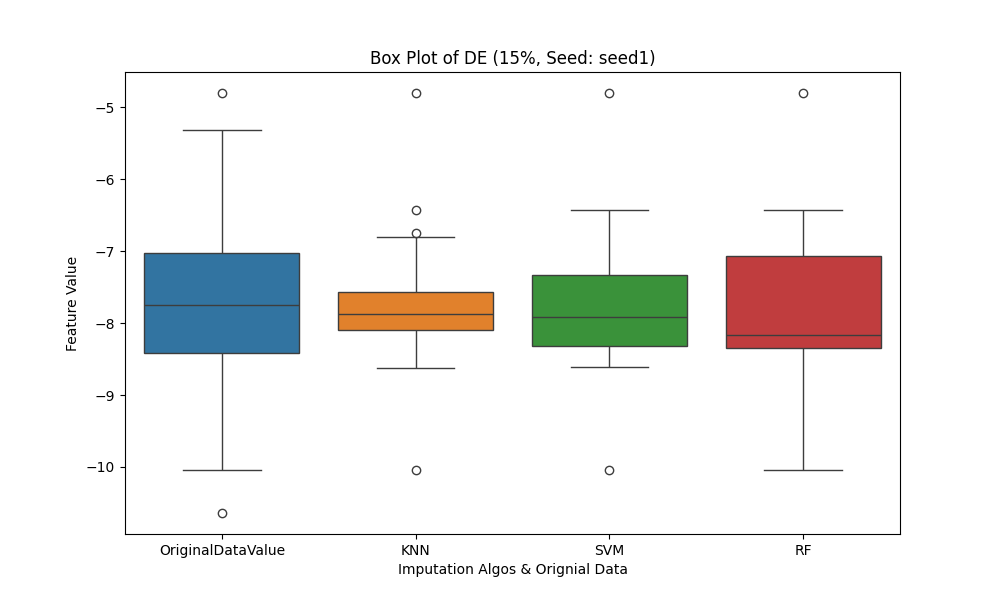 Box Plot of DE (15%, Seed: seed1)
Feature Value
−5
−6
−7
−8
−9
−10
OriginalDataValue
KNN
SVM
RF
Imputation Algos & Orignial Data